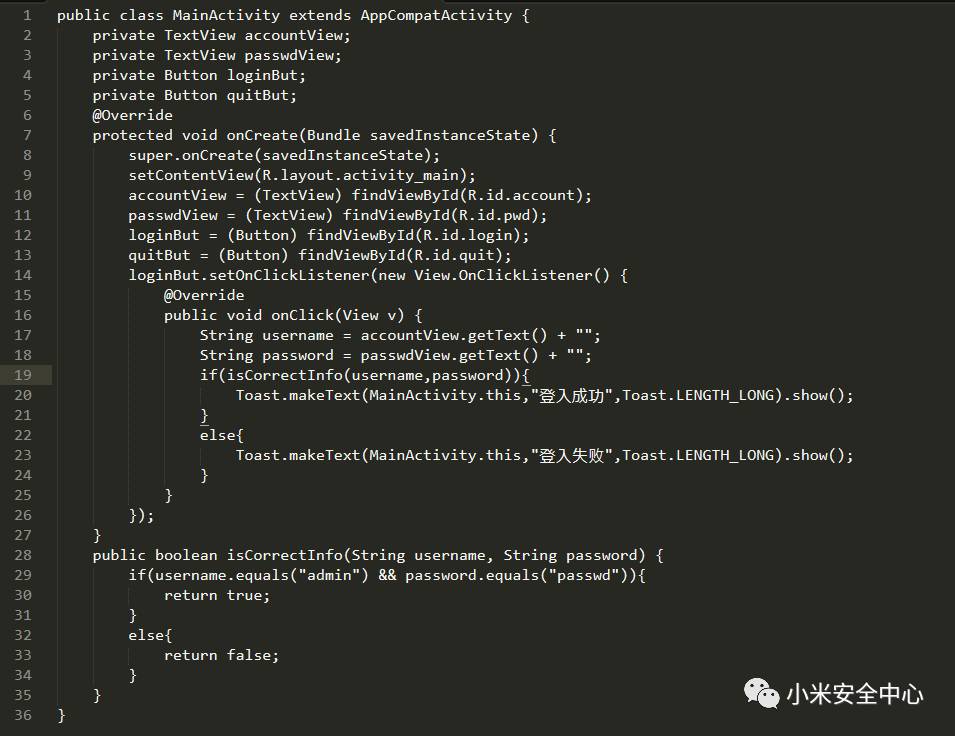 1 public class MainActivity extends AppCompatActivity {
2 private TextView accountView;
3 private TextView passwdView;
4 private Button loginBut;
5 private Button quitBut;
6 @Override
7 protected void onCreate(Bundle savedInstanceState) {
8 super.onCreate(savedInstanceState);
9 setContentView(R.layout.activity_main);
10 accountView = (TextView) findViewById(R.id.account);
11 passwdView = (TextView) findViewById(R.id.pwd);
12 loginBut = (Button) findViewById(R.id.login);
13 quitBut = (Button) findViewById(R.id.quit);
14 loginBut.setOnClickListener(new View.OnClickListener() {
15 @Override
16 public void onClick(View v) {
17 String username = accountView.getText() + "";
18 String password = passwdView.getText() + "";
19 if(isCorrectInfo(username,password)){
20 Toast.makeText(MainActivity.this,"登入成功",Toast.LENGTH_LONG).show();
21 }
22 else{
23 Toast.makeText(MainActivity.this,"登入失败",Toast.LENGTH_LONG).show();
24 }
25 }
26 });
27 }
28 public boolean isCorrectInfo(String username, String password) {
29 if(username.equals("admin") && password.equals("passwd")){
30 return true;
31 }
32 else{
33 return false;
34 }
35 }
36 }
小米安全中心